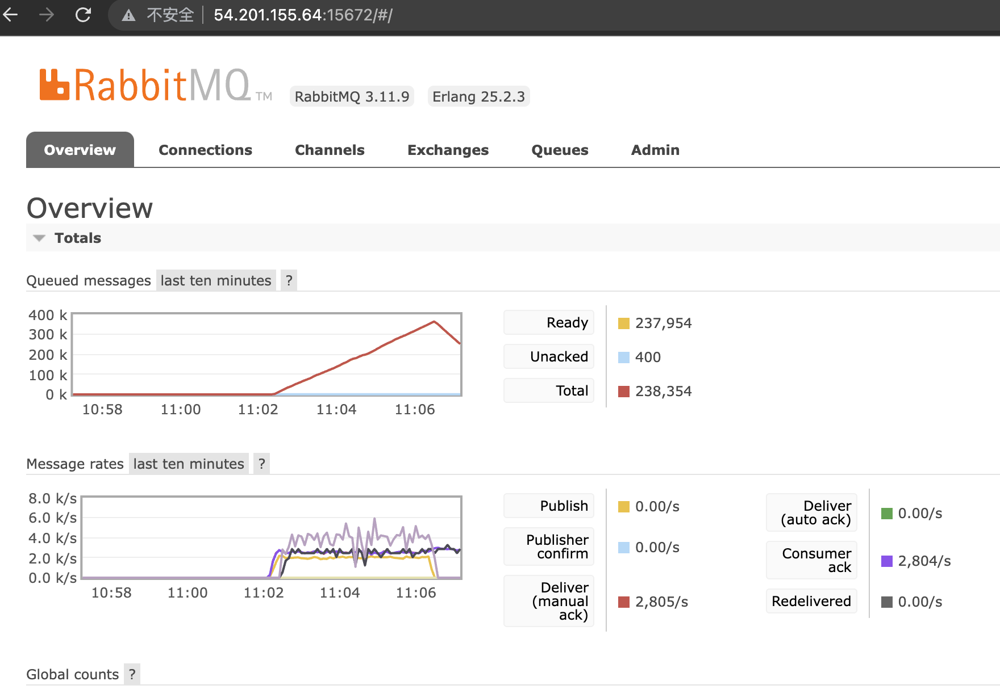 不安全 54.201.155.64:15672/#/
RabbitMQ TM RabbitMQ 3.11.9 Erlang 25.2.3
Overview Connections Channels Exchanges Queues Admin
Overview
Totals
Queued messages last ten minutes ?
400 k
300 k
200 k
100 k
0 k
10:58 11:00 11:02 11:04 11:06
Ready 237,954
Unacked 400
Total 238,354
Message rates last ten minutes ?
8.0 k/s
6.0 k/s
4.0 k/s
2.0 k/s
0.0 k/s
10:58 11:00 11:02 11:04 11:06
Publish 0.00/s
Publisher
confirm 0.00/s
Deliver
(manual
ack) 2,805/s
Deliver
(auto ack) 0.00/s
Consumer
ack 2,804/s
Redelivered 0.00/s
Global counts ?